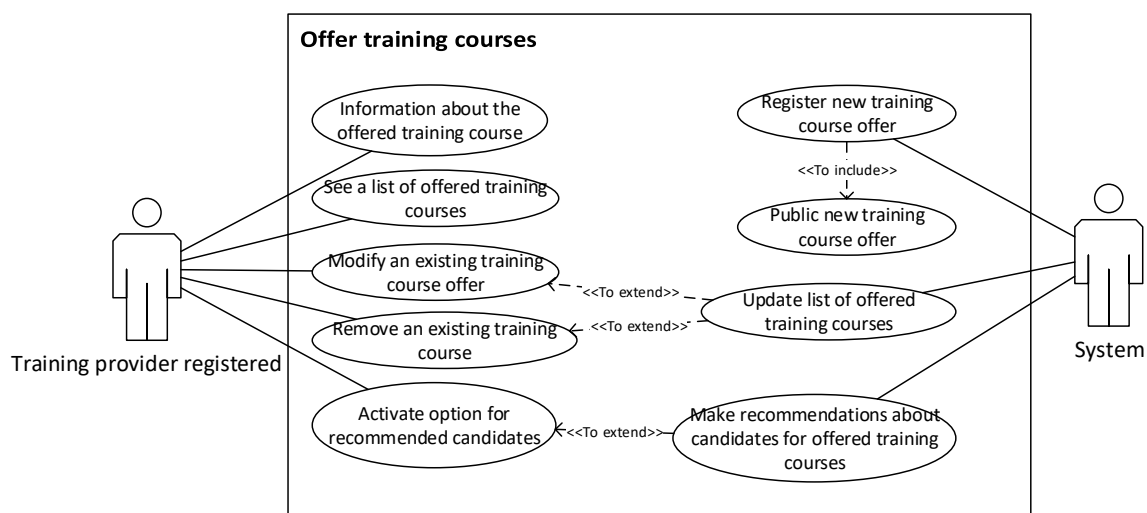 Offer training courses
Information about the
offered training course
See a list of offered training
courses
Modify an existing training
course offer
Remove an existing training
course
Activate option for
recommended candidates
Training provider registered
Register new training
course offer
<<To include>>
Public new training
course offer
<<To extend>>
<<To extend>>
Update list of offered
training courses
<<To extend>>
Make recommendations about
candidates for offered training
courses
System